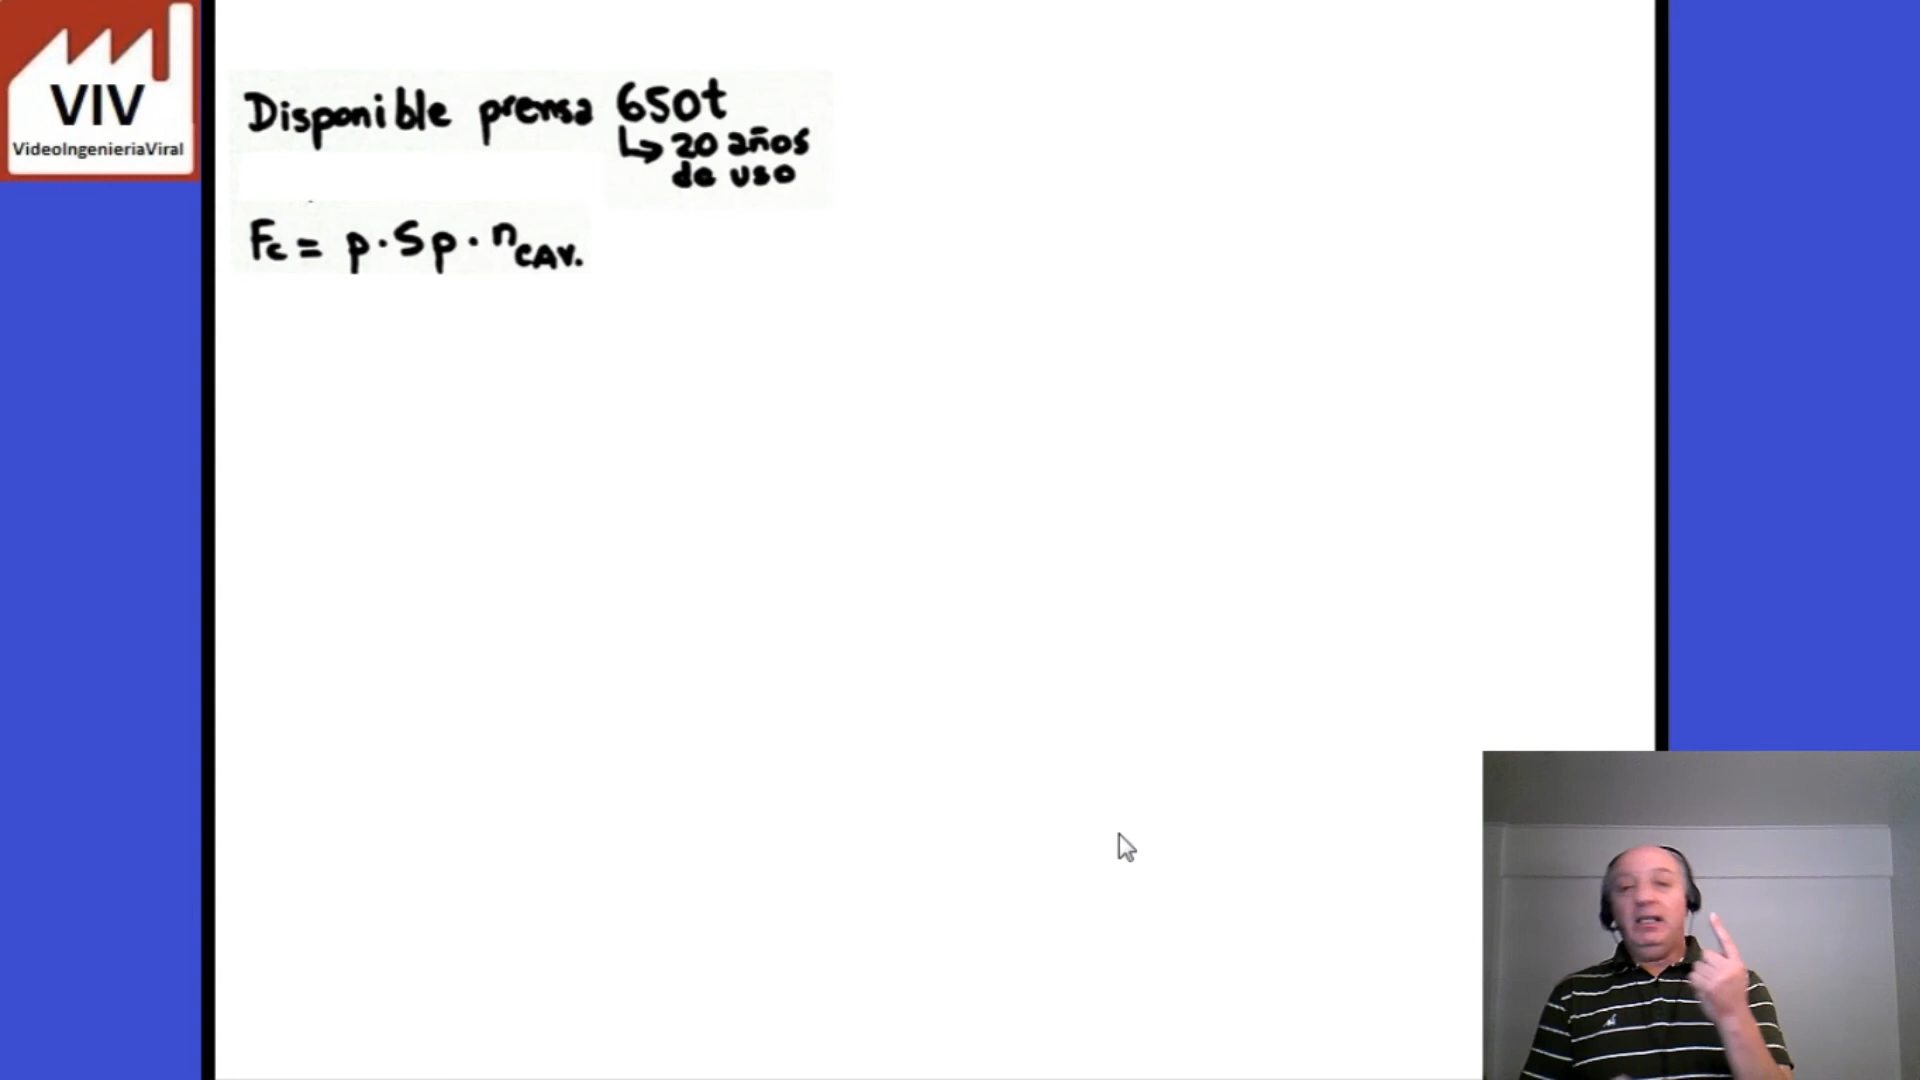 VIV
VideoIngenieriaViral
Disponible prensa 650t
↳ 20 años
de uso
Fc = p · Sp · nCAV.